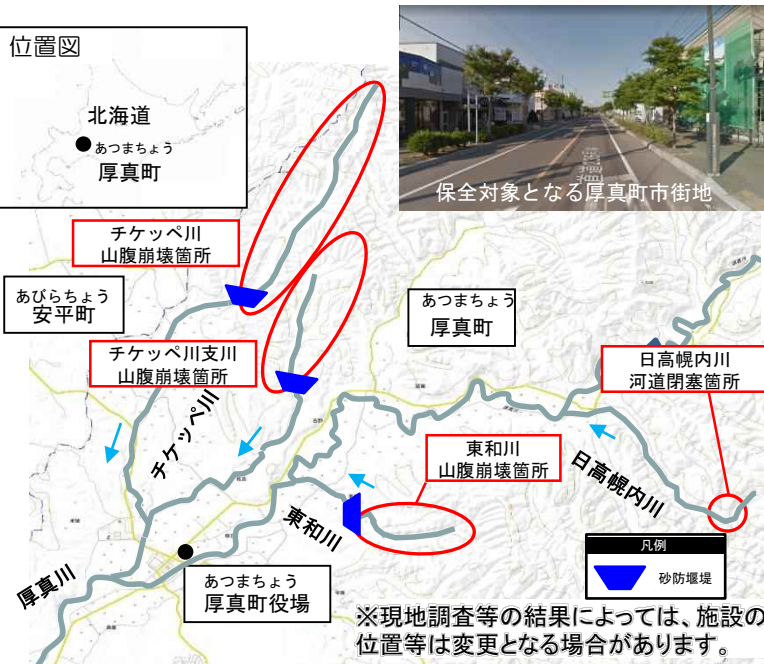 位置図
北海道
あつまちょう
厚真町
保全対象となる厚真町市街地
チケッペ川
山腹崩壊箇所
あびらちょう
安平町
あつまちょう
厚真町
チケッペ川支川
山腹崩壊箇所
日高幌内川
河道閉塞箇所
チケッペ川
東和川
山腹崩壊箇所
日高幌内川
東和川
凡例
砂防堰堤
厚真川
あつまちょう
厚真町役場
※現地調査等の結果によっては、施設の
位置等は変更となる場合があります。